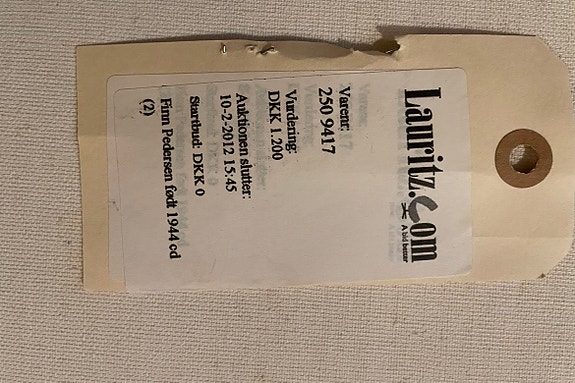 Lauritz.com
A bid better
Varenr:
250 9417
Vurdering:
DKK 1.200
Auktionen slutter:
10-2-2012 15:45
Startbud: DKK 0
Finn Pedersen født 1944 cd
(2)